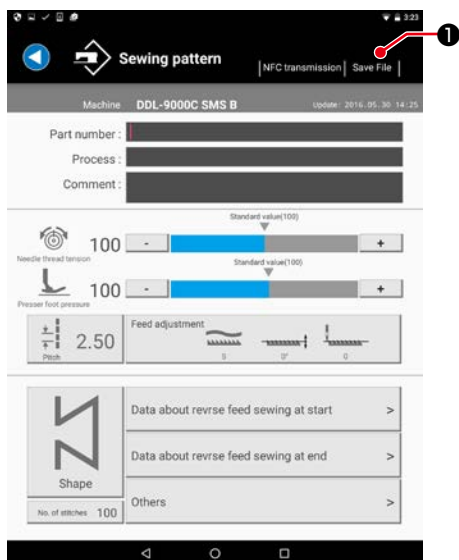 3:23
Sewing pattern
NFC transmission
Save File
1
Machine
DDL-9000C SMS B
Update: 2016.05.30 14:25
Part number :
Process :
Comment :
Standard value(100)
100
-
+
Needle thread tension
Standard value(100)
100
-
+
Presser foot pressure
Pitch
2.50
Feed adjustment
S
0°
0
Data about revrse feed sewing at start >
Data about revrse feed sewing at end >
Shape
No. of stitches 100
Others >